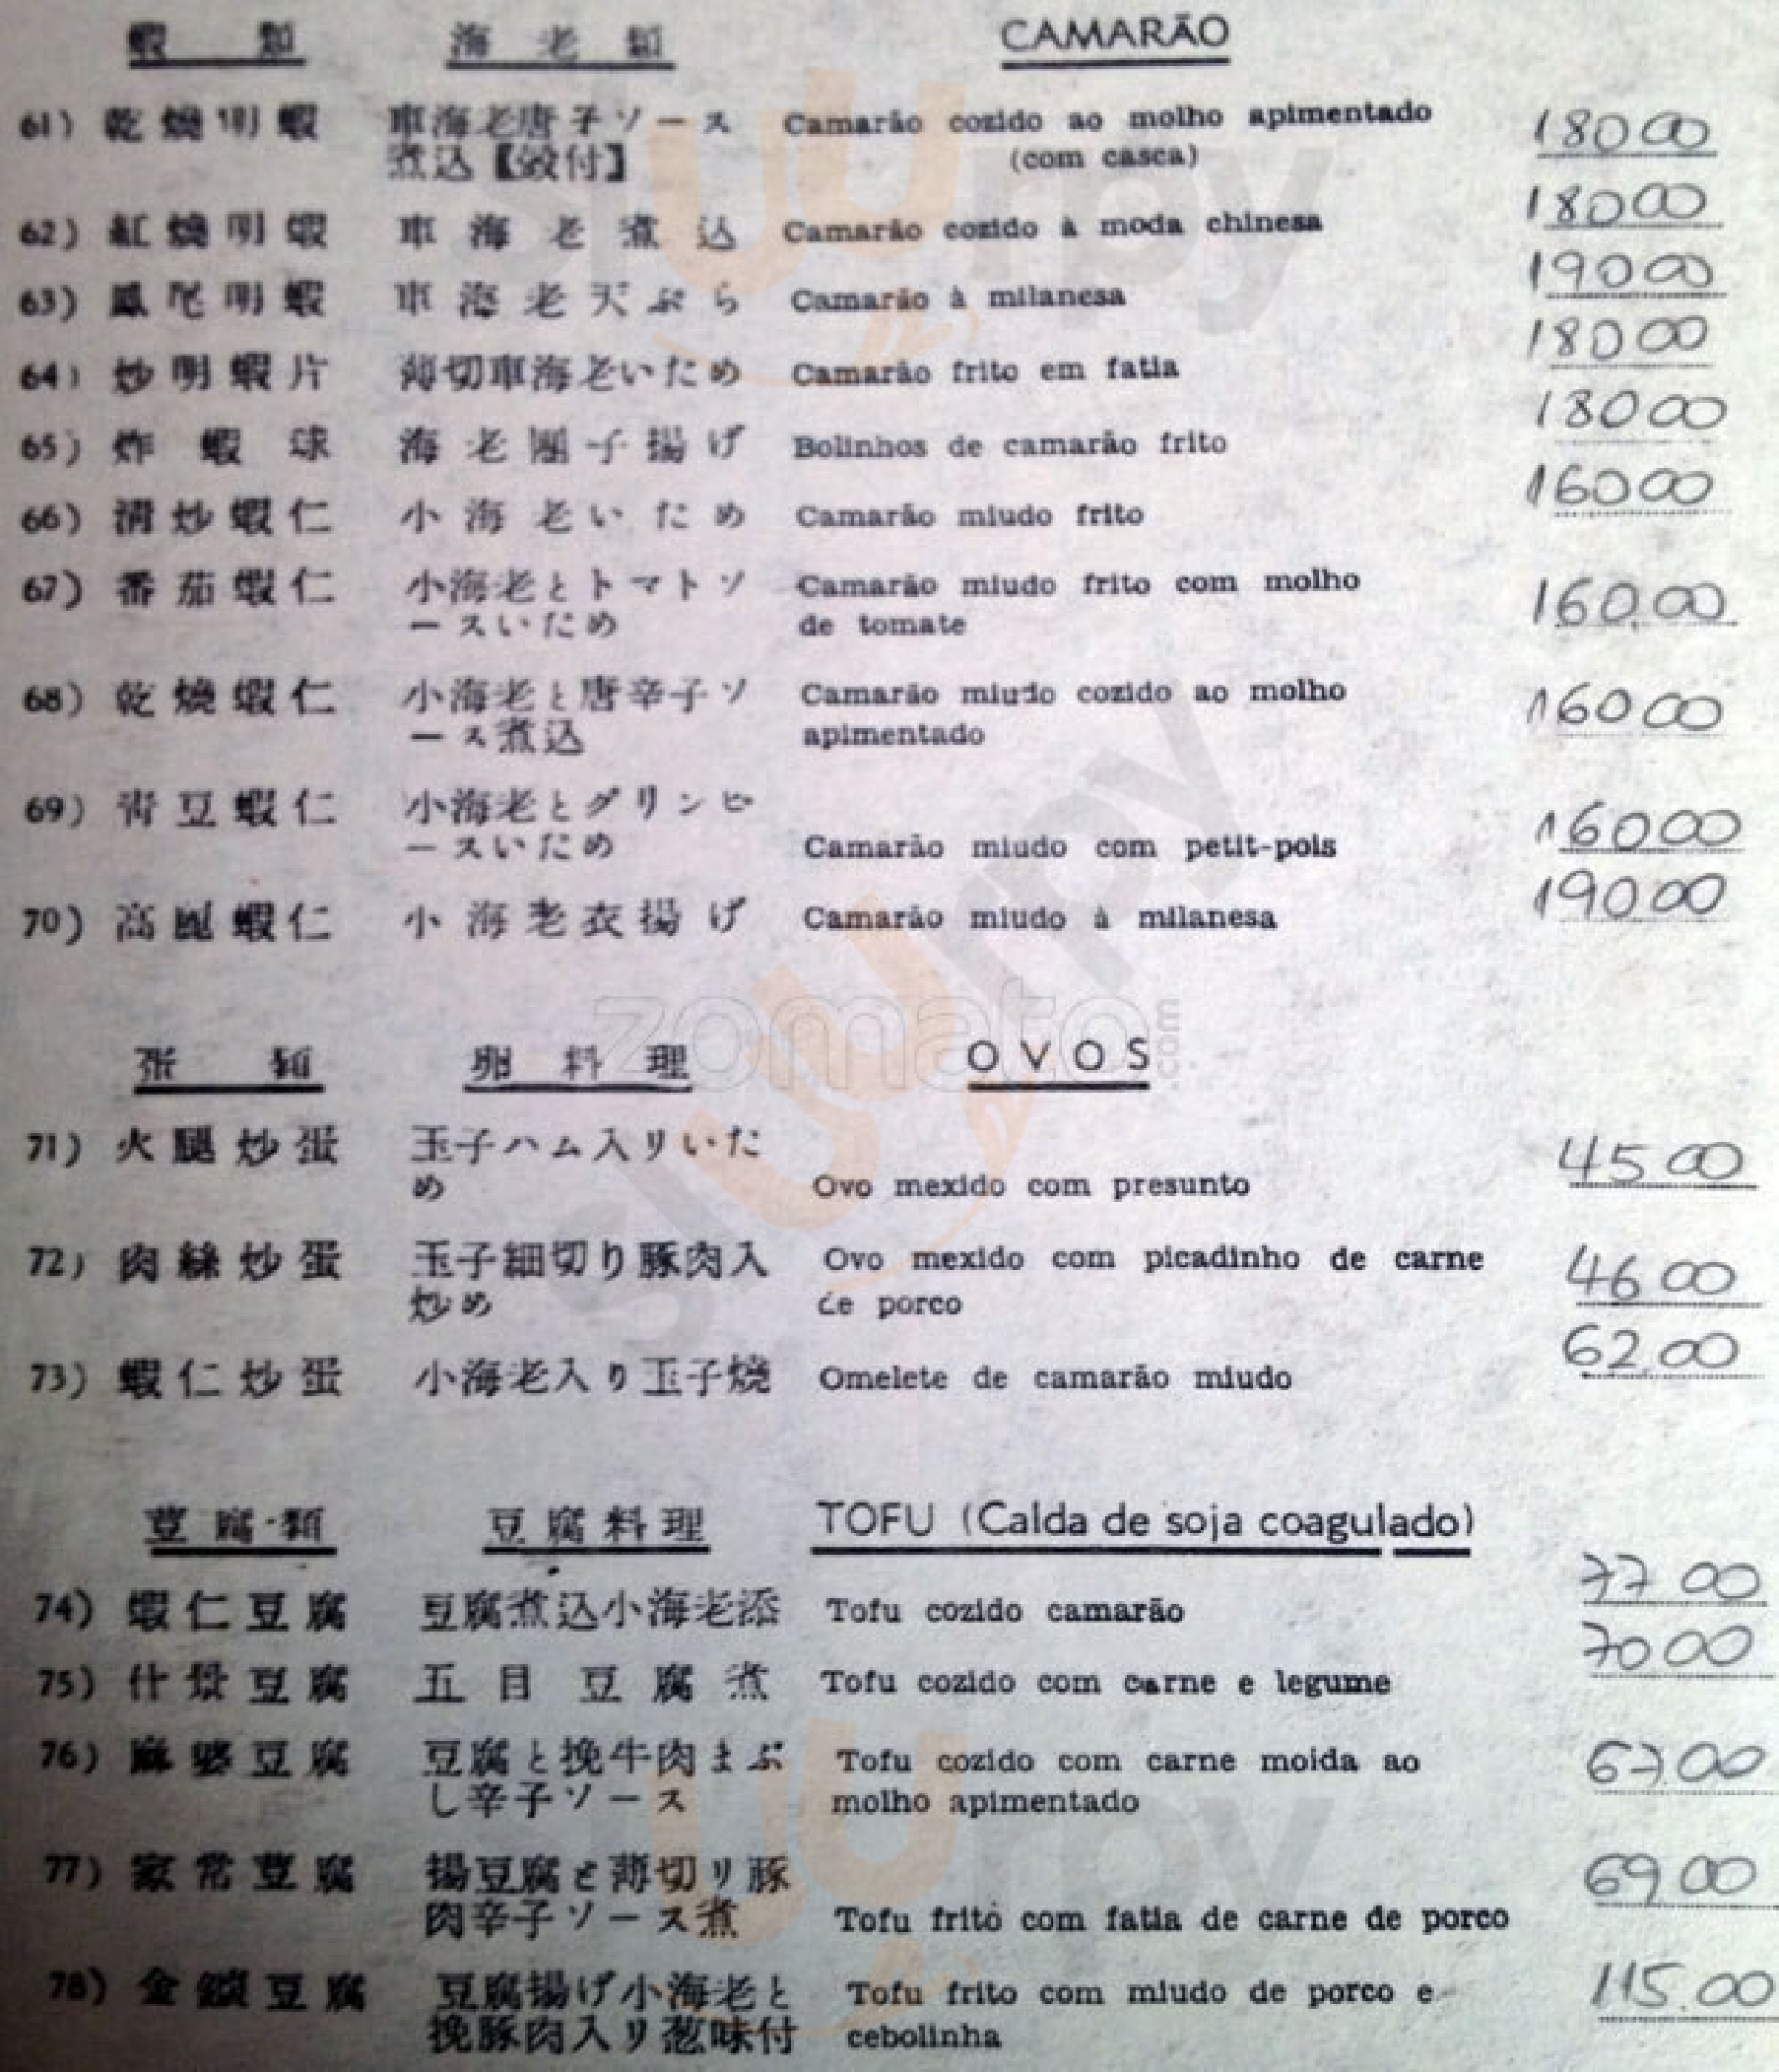 蝦類 海老類 CAMARÃO
61) 乾燒明蝦 車海老唐子ソース Camarão cozido ao molho apimentado 180 00
煮込【殻付】 (com casca)
62) 紅燒明蝦 車海老煮込 Camarão cozido à moda chinesa 180 00
63) 鳳尾明蝦 車海老天ぷら Camarão à milanesa 190 00
64) 炒明蝦片 薄切車海老いため Camarão frito em fatia 180 00
65) 炸蝦球 海老團子揚げ Bolinhos de camarão frito 180 00
66) 清炒蝦仁 小海老いため Camarão miudo frito 160 00
67) 番茄蝦仁 小海老とトマトソ Camarão miudo frito com molho 160.00
ースいため de tomate
68) 乾燒蝦仁 小海老と唐辛子ソ Camarão miudo cozido ao molho 160 00
ース煮込 apimentado
69) 青豆蝦仁 小海老とグリンピ
ースいため Camarão miudo com petit-pois 160 00
70) 高麗蝦仁 小海老衣揚げ Camarão miudo à milanesa 190 00
zomato.com
蛋類 卵料理 OVOS
71) 火腿炒蛋 玉子ハム入りいた
め Ovo mexido com presunto 45 00
72) 肉絲炒蛋 玉子細切り豚肉入 Ovo mexido com picadinho de carne 46 00
炒め de porco
73) 蝦仁炒蛋 小海老入り玉子燒 Omelete de camarão miudo 62.00
豆腐類 豆腐料理 TOFU (Calda de soja coagulado)
74) 蝦仁豆腐 豆腐煮込小海老添 Tofu cozido camarão 77 00
75) 什景豆腐 五目豆腐煮 Tofu cozido com carne e legume 70 00
76) 麻婆豆腐 豆腐と挽牛肉まぶ Tofu cozido com carne moida ao 67.00
し辛子ソース molho apimentado
77) 家常豆腐 揚豆腐と薄切リ豚 69 00
肉辛子ソース煮 Tofu frito com fatia de carne de porco
78) 金鑲豆腐 豆腐揚げ小海老と Tofu frito com miudo de porco e 115.00
挽豚肉入リ葱味付 cebolinha
slurpy
slurpy
slurpy
slurpy